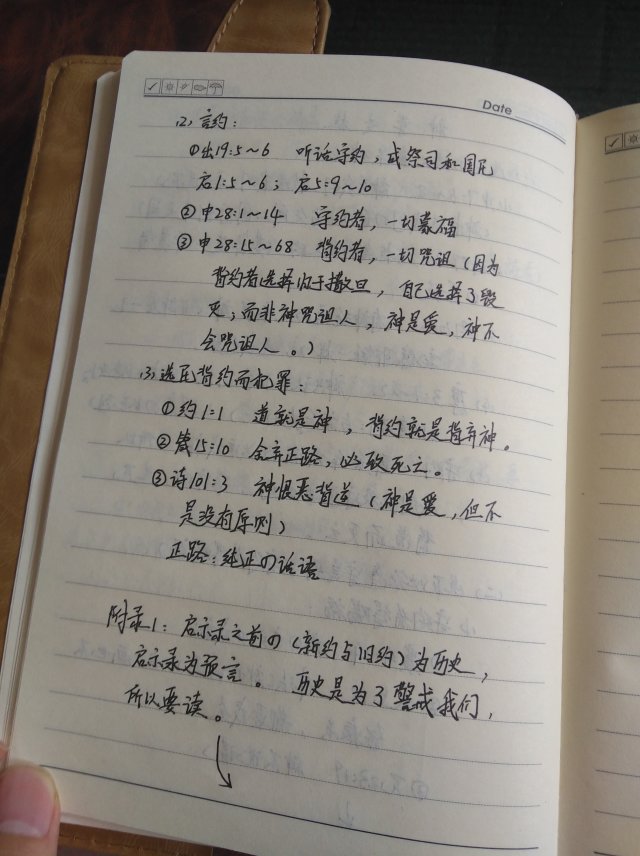 Date
(2) 言约：
①出19:5~6 听话守约，或祭司和国民
启1:5~6；启5:9~10
②申28:1~14 守约者，一切蒙福
③申28:15~68 背约者，一切咒诅（因为
背约者选择归于撒旦，自己选择了毁
灭，而非神咒诅人，神是爱，神不
会咒诅人。）
(3) 选民背约而犯罪：
①约1:1 道就是神，背约就是背弃神。
②箴15:10 舍弃正路，必致死亡。
③诗101:3 神恨恶背道（神是爱，但不
是没有原则）
正路：纯正の话语
附录1：启示录之前の（新约与旧约）为历史，
启示录为预言。历史是为了警戒我们，
所以要读。